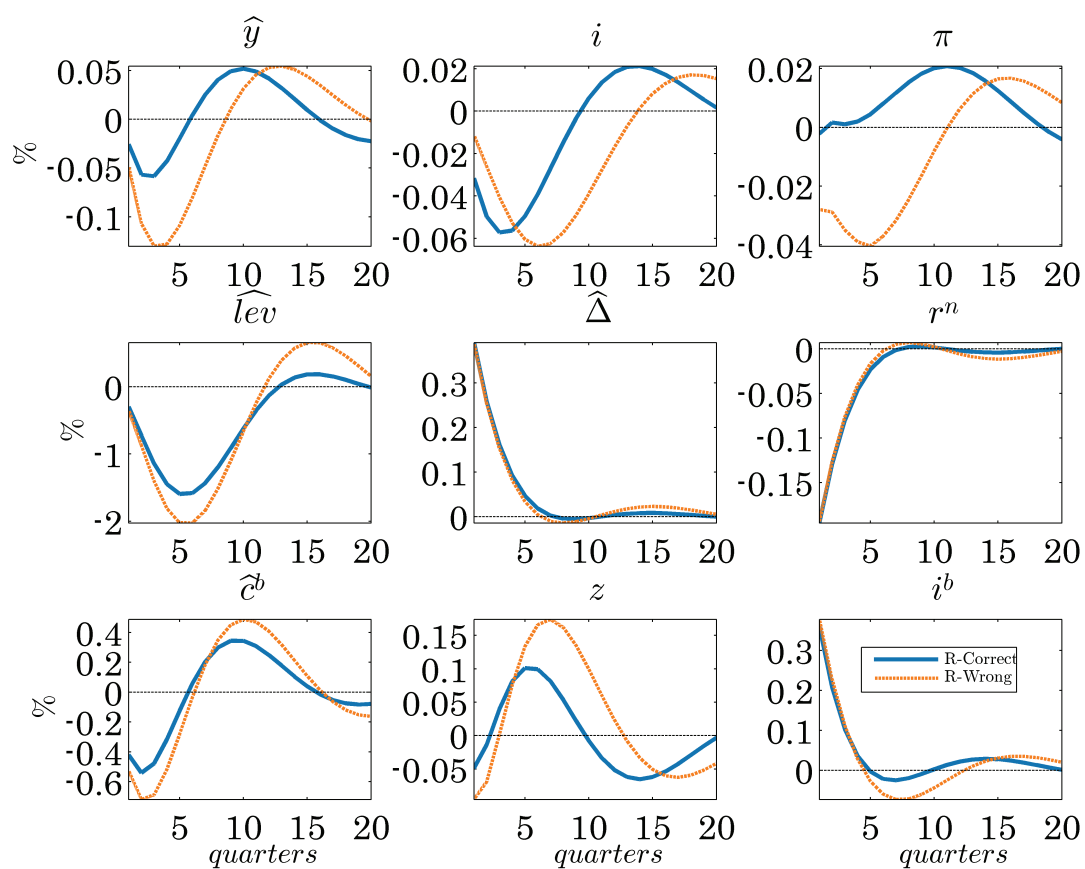 ŷ i π
0.05 0.02 0.02
0 0 0
% -0.05 -0.02 -0.02
-0.1 -0.04 -0.04
-0.06
5 10 15 20 5 10 15 20 5 10 15 20
l̂ev Δ̂ rⁿ
0 0.3 0
% -1 0.2 -0.05
-2 0.1 -0.1
0 -0.15
5 10 15 20 5 10 15 20 5 10 15 20
ĉᵇ z iᵇ
0.4 0.15 0.3
0.2 0.1 0.2
0 0.05 0.1
% -0.2 0 0
-0.4 -0.05
-0.6
R-Correct
R-Wrong
5 10 15 20 5 10 15 20 5 10 15 20
quarters quarters quarters